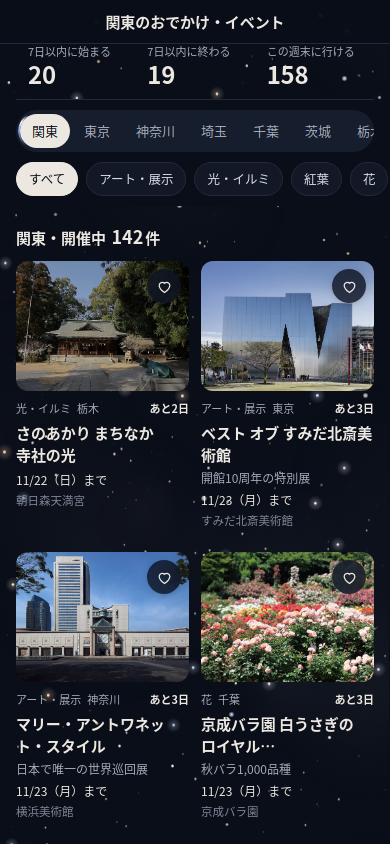 関東のおでかけ・イベント
7日以内に始まる
20
7日以内に終わる
19
この週末に行ける
158
関東 東京 神奈川 埼玉 千葉 茨城 栃
すべて アート・展示 光・イルミ 紅葉 花
関東・開催中 142件
光・イルミ 栃木 あと2日
さのあかり まちなか
寺社の光
11/22（日）まで
朝日森天満宮
アート・展示 東京 あと3日
ベスト オブ すみだ北斎美
術館
開館10周年の特別展
11/23（月）まで
すみだ北斎美術館
アート・展示 神奈川 あと3日
マリー・アントワネッ
ト・スタイル
日本で唯一の世界巡回展
11/23（月）まで
横浜美術館
花 千葉 あと3日
京成バラ園 白うさぎの
ロイヤル…
秋バラ1,000品種
11/23（月）まで
京成バラ園